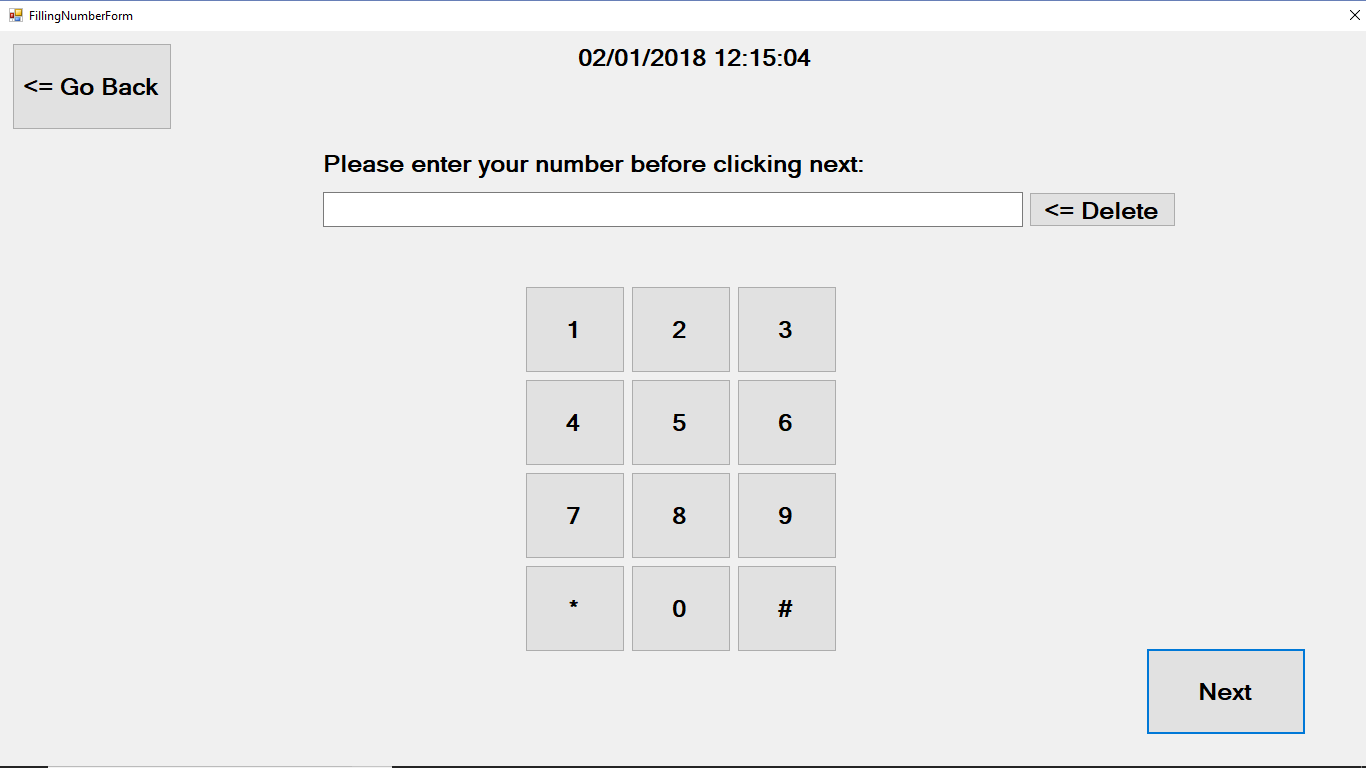 FillingNumberForm
02/01/2018 12:15:04
<= Go Back
Please enter your number before clicking next:
<= Delete
1 2 3
4 5 6
7 8 9
* 0 #
Next